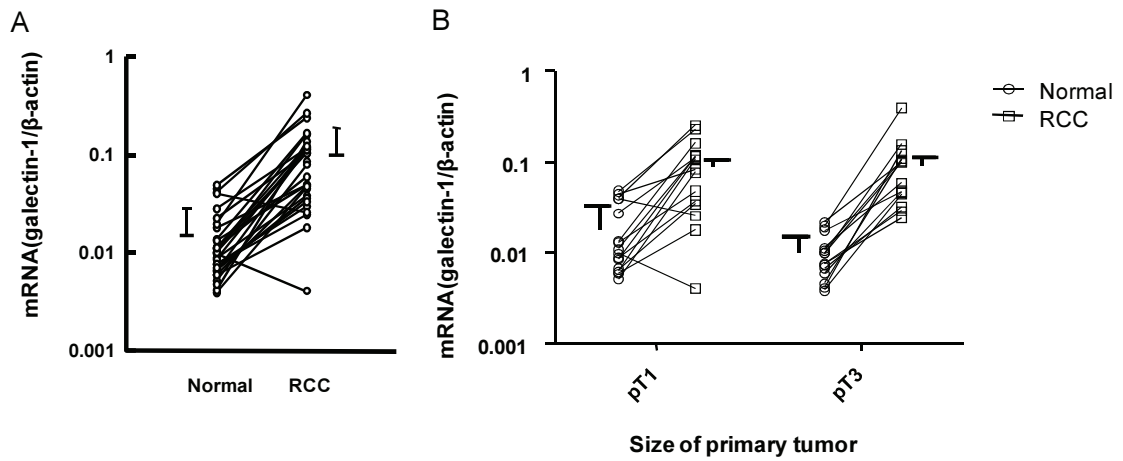 A
mRNA(galectin-1/β-actin)
1
0.1
0.01
0.001
Normal RCC
B
mRNA(galectin-1/β-actin)
1
0.1
0.01
0.001
pT1 pT3
Size of primary tumor
Normal
RCC